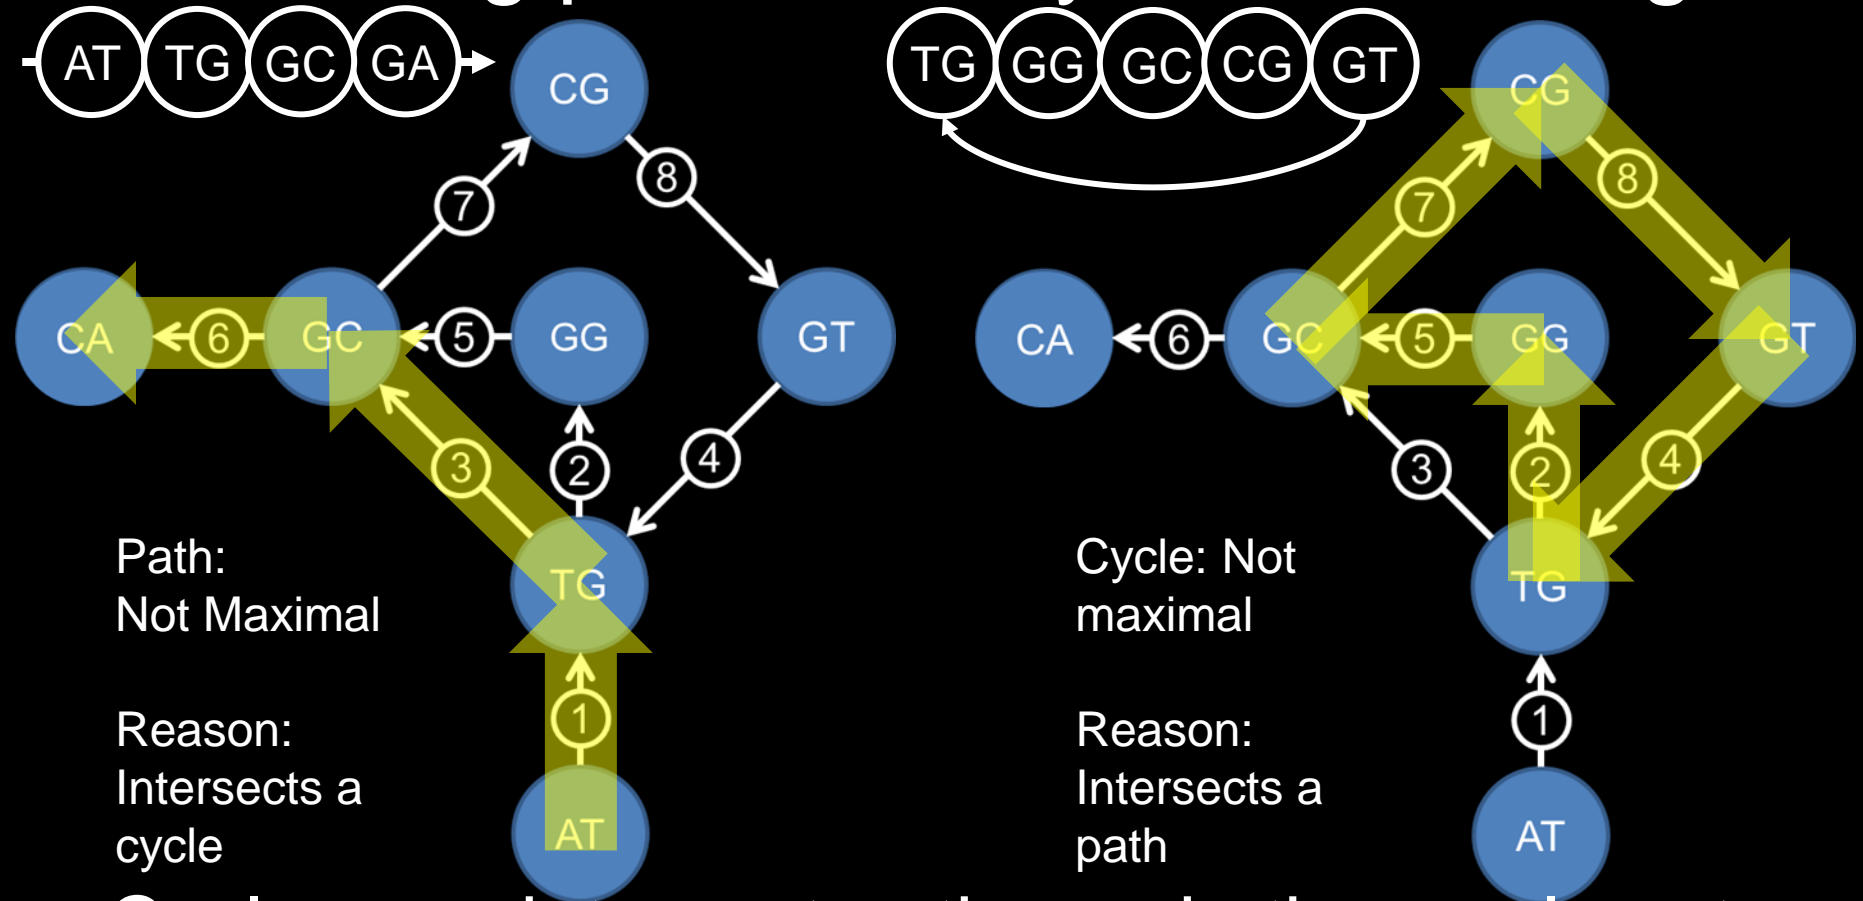 AT TG GC GA
CG
7
8
CA
6
GC
5
GG
GT
3
2
4
TG
1
AT
Path:
Not Maximal
Reason:
Intersects a
cycle
TG GG GC CG GT
CG
7
8
CA
6
GC
5
GG
GT
3
2
4
TG
1
AT
Cycle: Not
maximal
Reason:
Intersects a
path